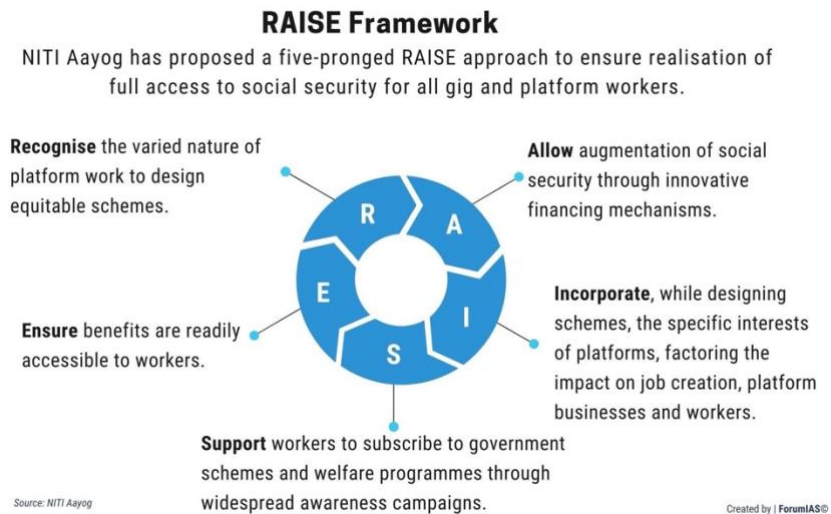 RAISE Framework
NITI Aayog has proposed a five-pronged RAISE approach to ensure realisation of
full access to social security for all gig and platform workers.
Recognise the varied nature of
platform work to design
equitable schemes.
Allow augmentation of social
security through innovative
financing mechanisms.
R
A
I
S
E
Incorporate, while designing
schemes, the specific interests
of platforms, factoring the
impact on job creation, platform
businesses and workers.
Ensure benefits are readily
accessible to workers.
Support workers to subscribe to government
schemes and welfare programmes through
widespread awareness campaigns.
Source: NITI Aayog
Created by | ForumIAS©